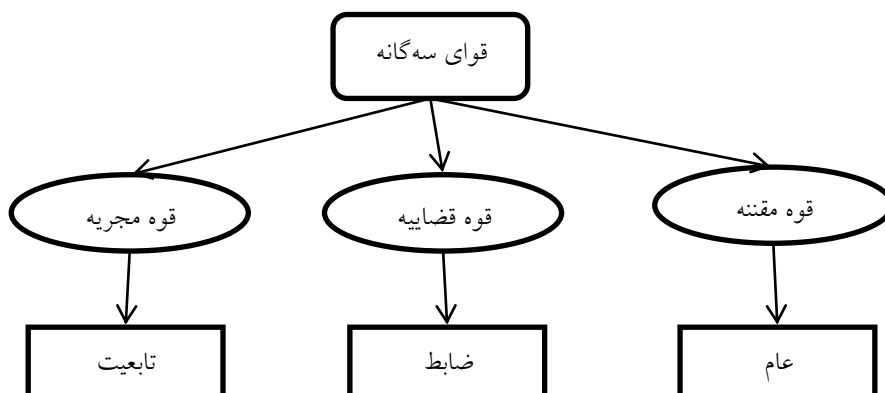 قوای سه‌گانه
قوه مقننه
قوه قضاییه
قوه مجریه
عام
ضابط
تابعیت